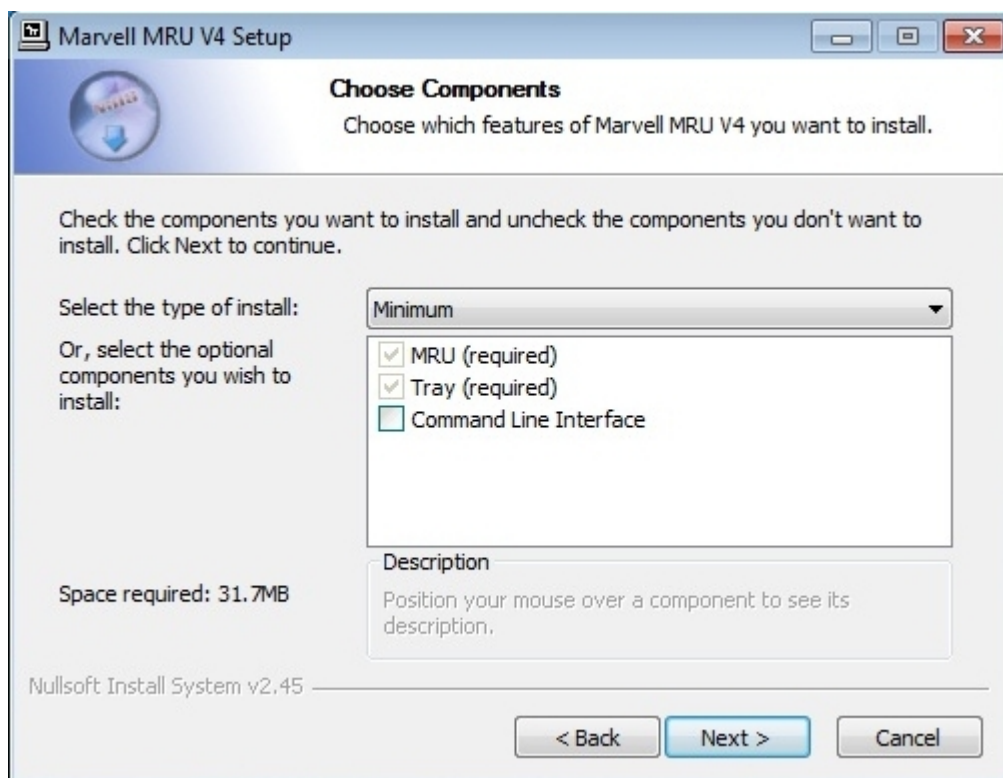 Marvell MRU V4 Setup
Choose Components
Choose which features of Marvell MRU V4 you want to install.
Check the components you want to install and uncheck the components you don't want to
install. Click Next to continue.
Select the type of install:
Minimum
Or, select the optional
components you wish to
install:
MRU (required)
Tray (required)
Command Line Interface
Space required: 31.7MB
Description
Position your mouse over a component to see its
description.
Nullsoft Install System v2.45
< Back
Next >
Cancel